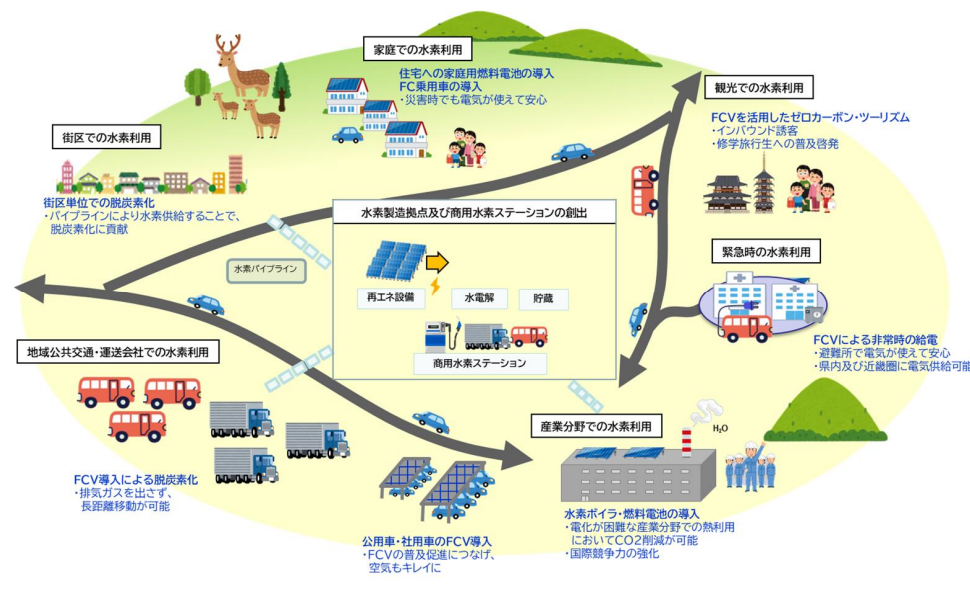 家庭での水素利用
住宅への家庭用燃料電池の導入
FC乗用車の導入
・災害時でも電気が使えて安心
観光での水素利用
FCVを活用したゼロカーボン・ツーリズム
・インバウンド誘客
・修学旅行生への普及啓発
街区での水素利用
街区単位での脱炭素化
・パイプラインにより水素供給することで、
脱炭素化に貢献
水素製造拠点及び商用水素ステーションの創出
水素パイプライン
再エネ設備
水電解
貯蔵
商用水素ステーション
緊急時の水素利用
FCVによる非常時の給電
・避難所で電気が使えて安心
・県内及び近畿圏に電気供給可能
地域公共交通・運送会社での水素利用
FCV導入による脱炭素化
・排気ガスを出さず、
長距離移動が可能
公用車・社用車のFCV導入
・FCVの普及促進につなげ、
空気もキレイに
産業分野での水素利用
H₂O
水素ボイラ・燃料電池の導入
・電化が困難な産業分野での熱利用
においてCO2削減が可能
・国際競争力の強化